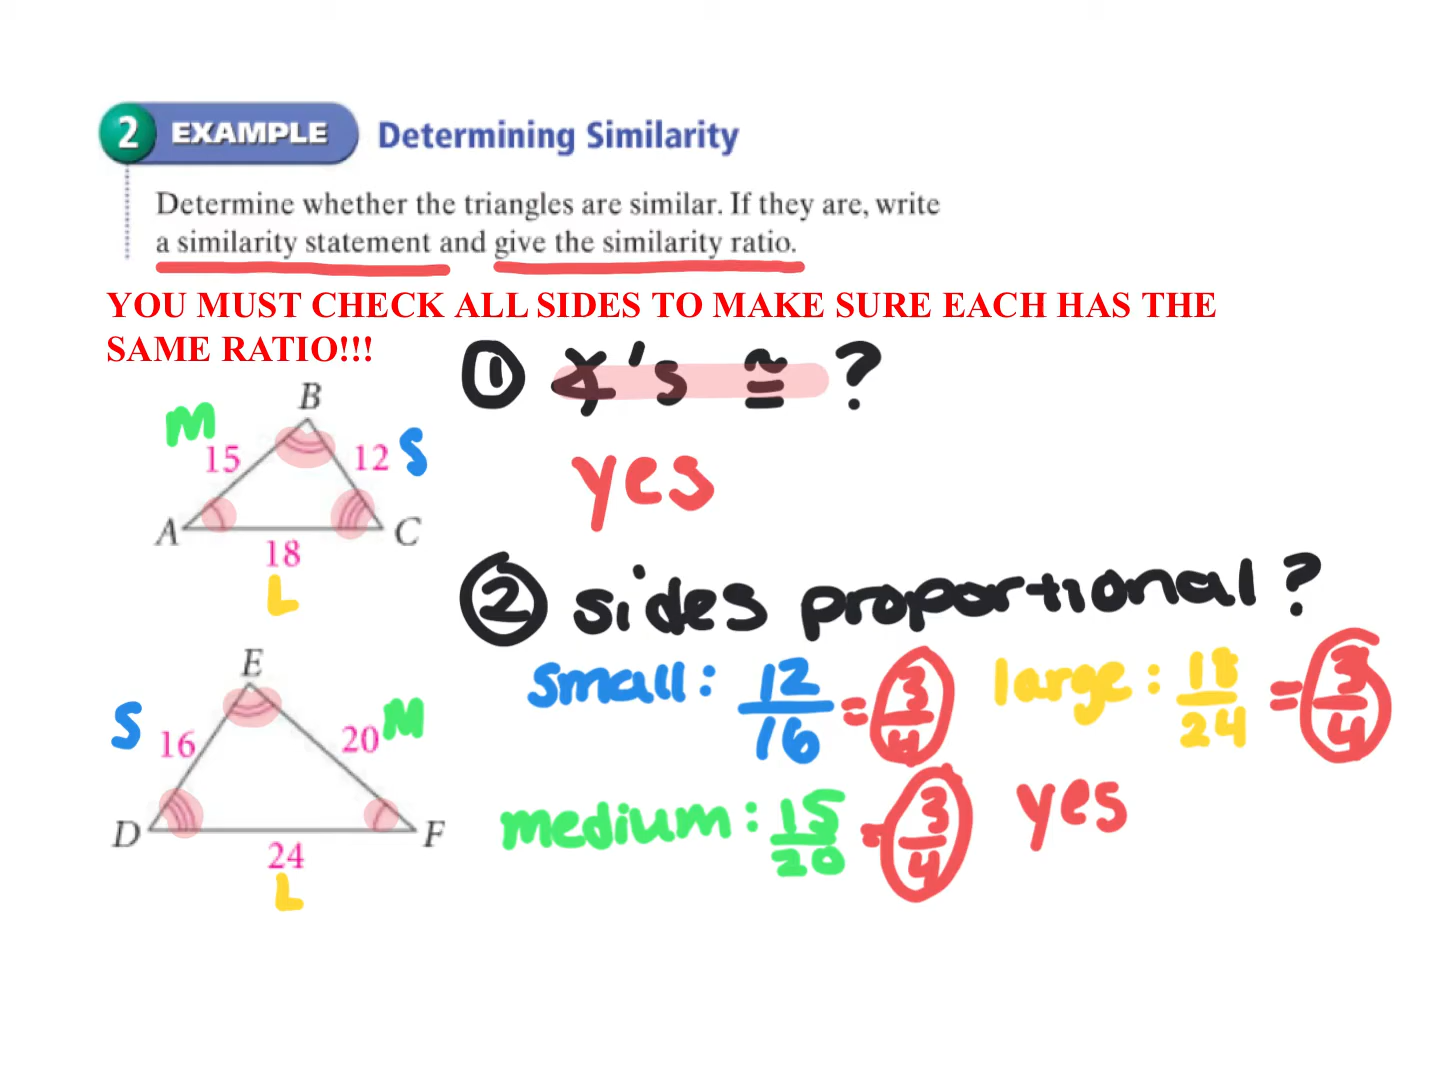 2 EXAMPLE Determining Similarity
Determine whether the triangles are similar. If they are, write
a similarity statement and give the similarity ratio.
YOU MUST CHECK ALL SIDES TO MAKE SURE EACH HAS THE
SAME RATIO!!!
① ∡'s ≅ ?
yes
B
M
15
12
S
A
C
18
L
② sides proportional?
small: 12/16 = 3/4
large: 18/24 = 3/4
medium: 15/20 = 3/4
yes
E
S
16
20
M
D
F
24
L